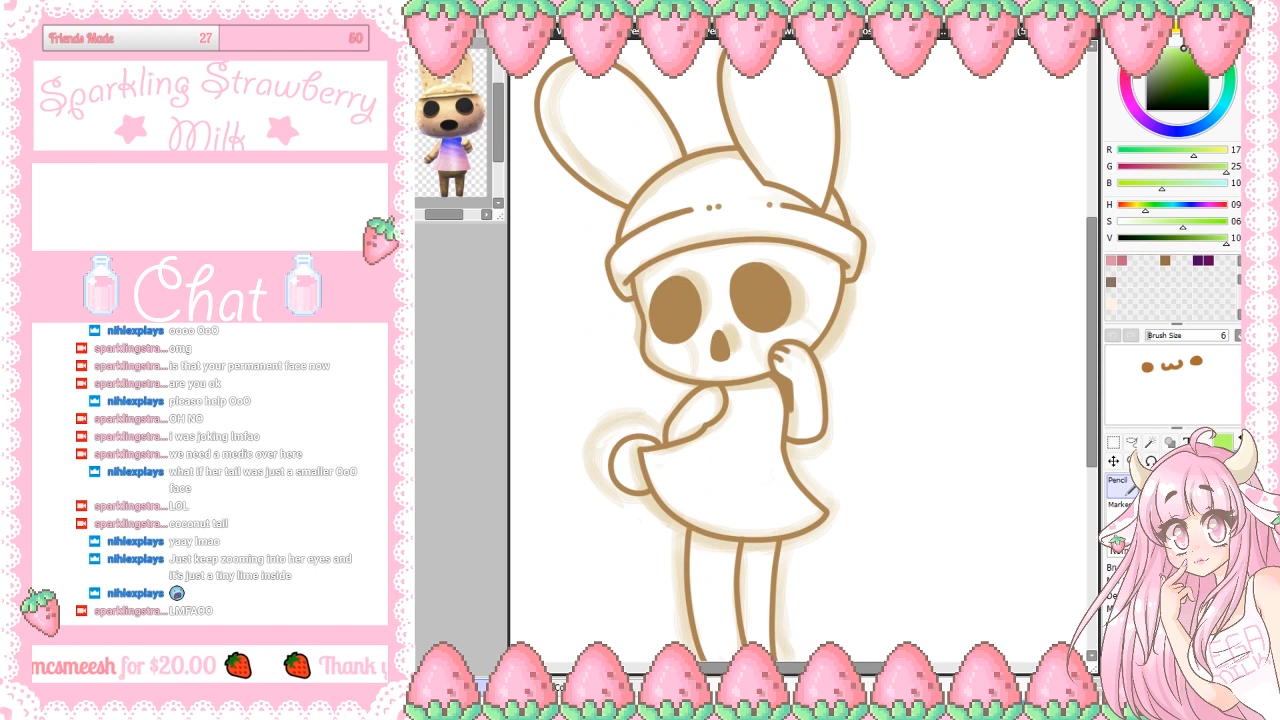 Friends Made 27 50
Sparkling Strawberry
Milk
Chat
nihlexplays oooo OoO
sparklingstra... omg
sparklingstra... is that your permanent face now
sparklingstra... are you ok
nihlexplays please help OoO
sparklingstra... OH NO
sparklingstra... i was joking lmfao
sparklingstra... we need a medic over here
nihlexplays what if her tail was just a smaller OoO
face
sparklingstra... LOL
sparklingstra... coconut tail
nihlexplays yaay lmao
nihlexplays Just keep zooming into her eyes and
it's just a tiny lime inside
nihlexplays
sparklingstra... LMFAOO
mcsmeesh for $20.00 Thank
R 17
G 25
B 10
H 09
S 06
V 10
Brush Size 6
Pencil
Marker